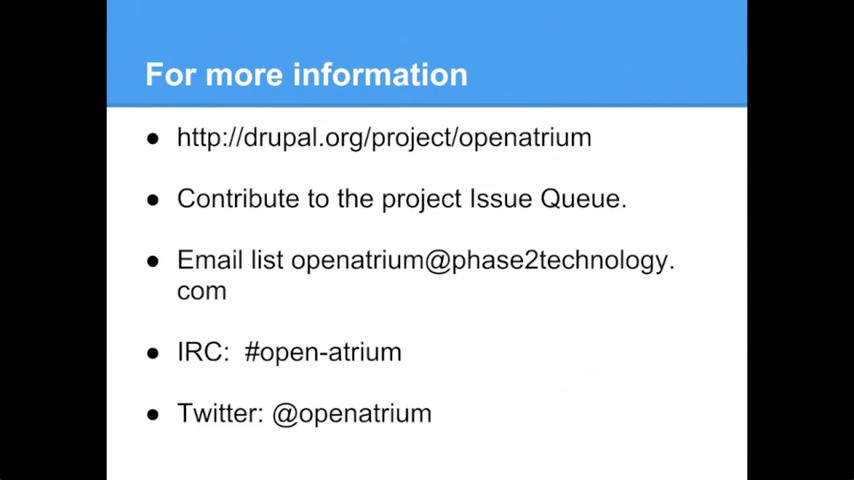 For more information
● http://drupal.org/project/openatrium
● Contribute to the project Issue Queue.
● Email list openatrium@phase2technology.
com
● IRC:  #open-atrium
● Twitter: @openatrium